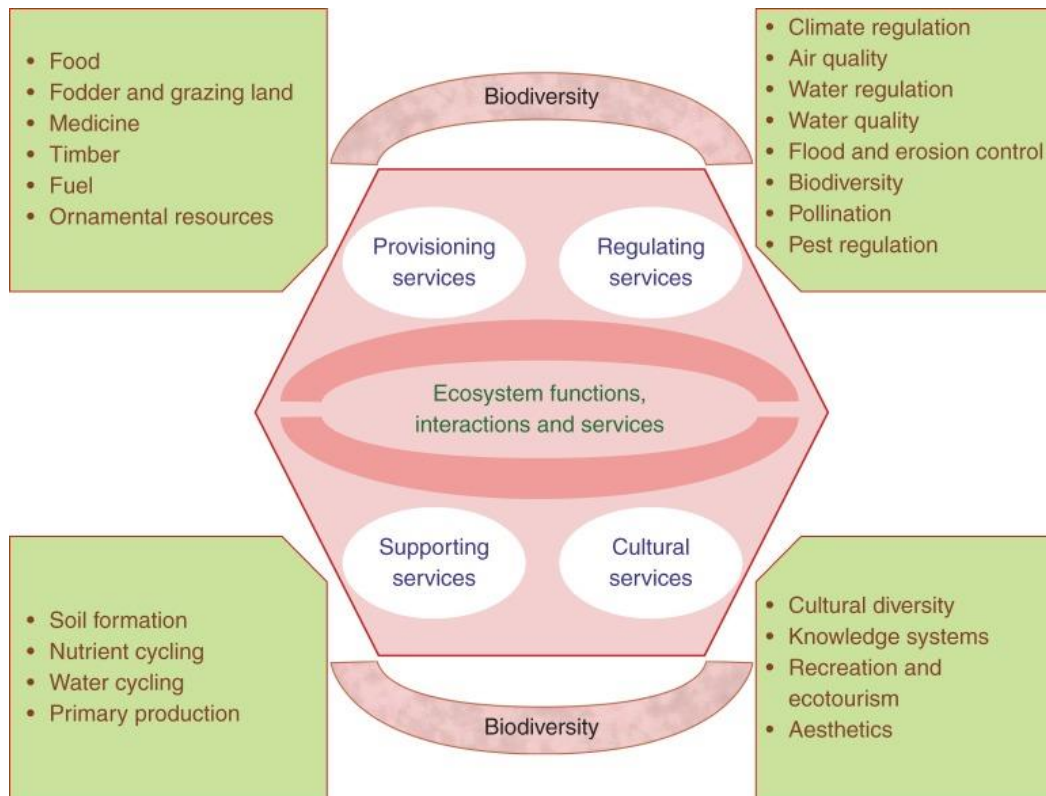 • Food
• Fodder and grazing land
• Medicine
• Timber
• Fuel
• Ornamental resources
Biodiversity
• Climate regulation
• Air quality
• Water regulation
• Water quality
• Flood and erosion control
• Biodiversity
• Pollination
• Pest regulation
Provisioning
services
Regulating
services
Ecosystem functions,
interactions and services
Supporting
services
Cultural
services
• Soil formation
• Nutrient cycling
• Water cycling
• Primary production
Biodiversity
• Cultural diversity
• Knowledge systems
• Recreation and
ecotourism
• Aesthetics